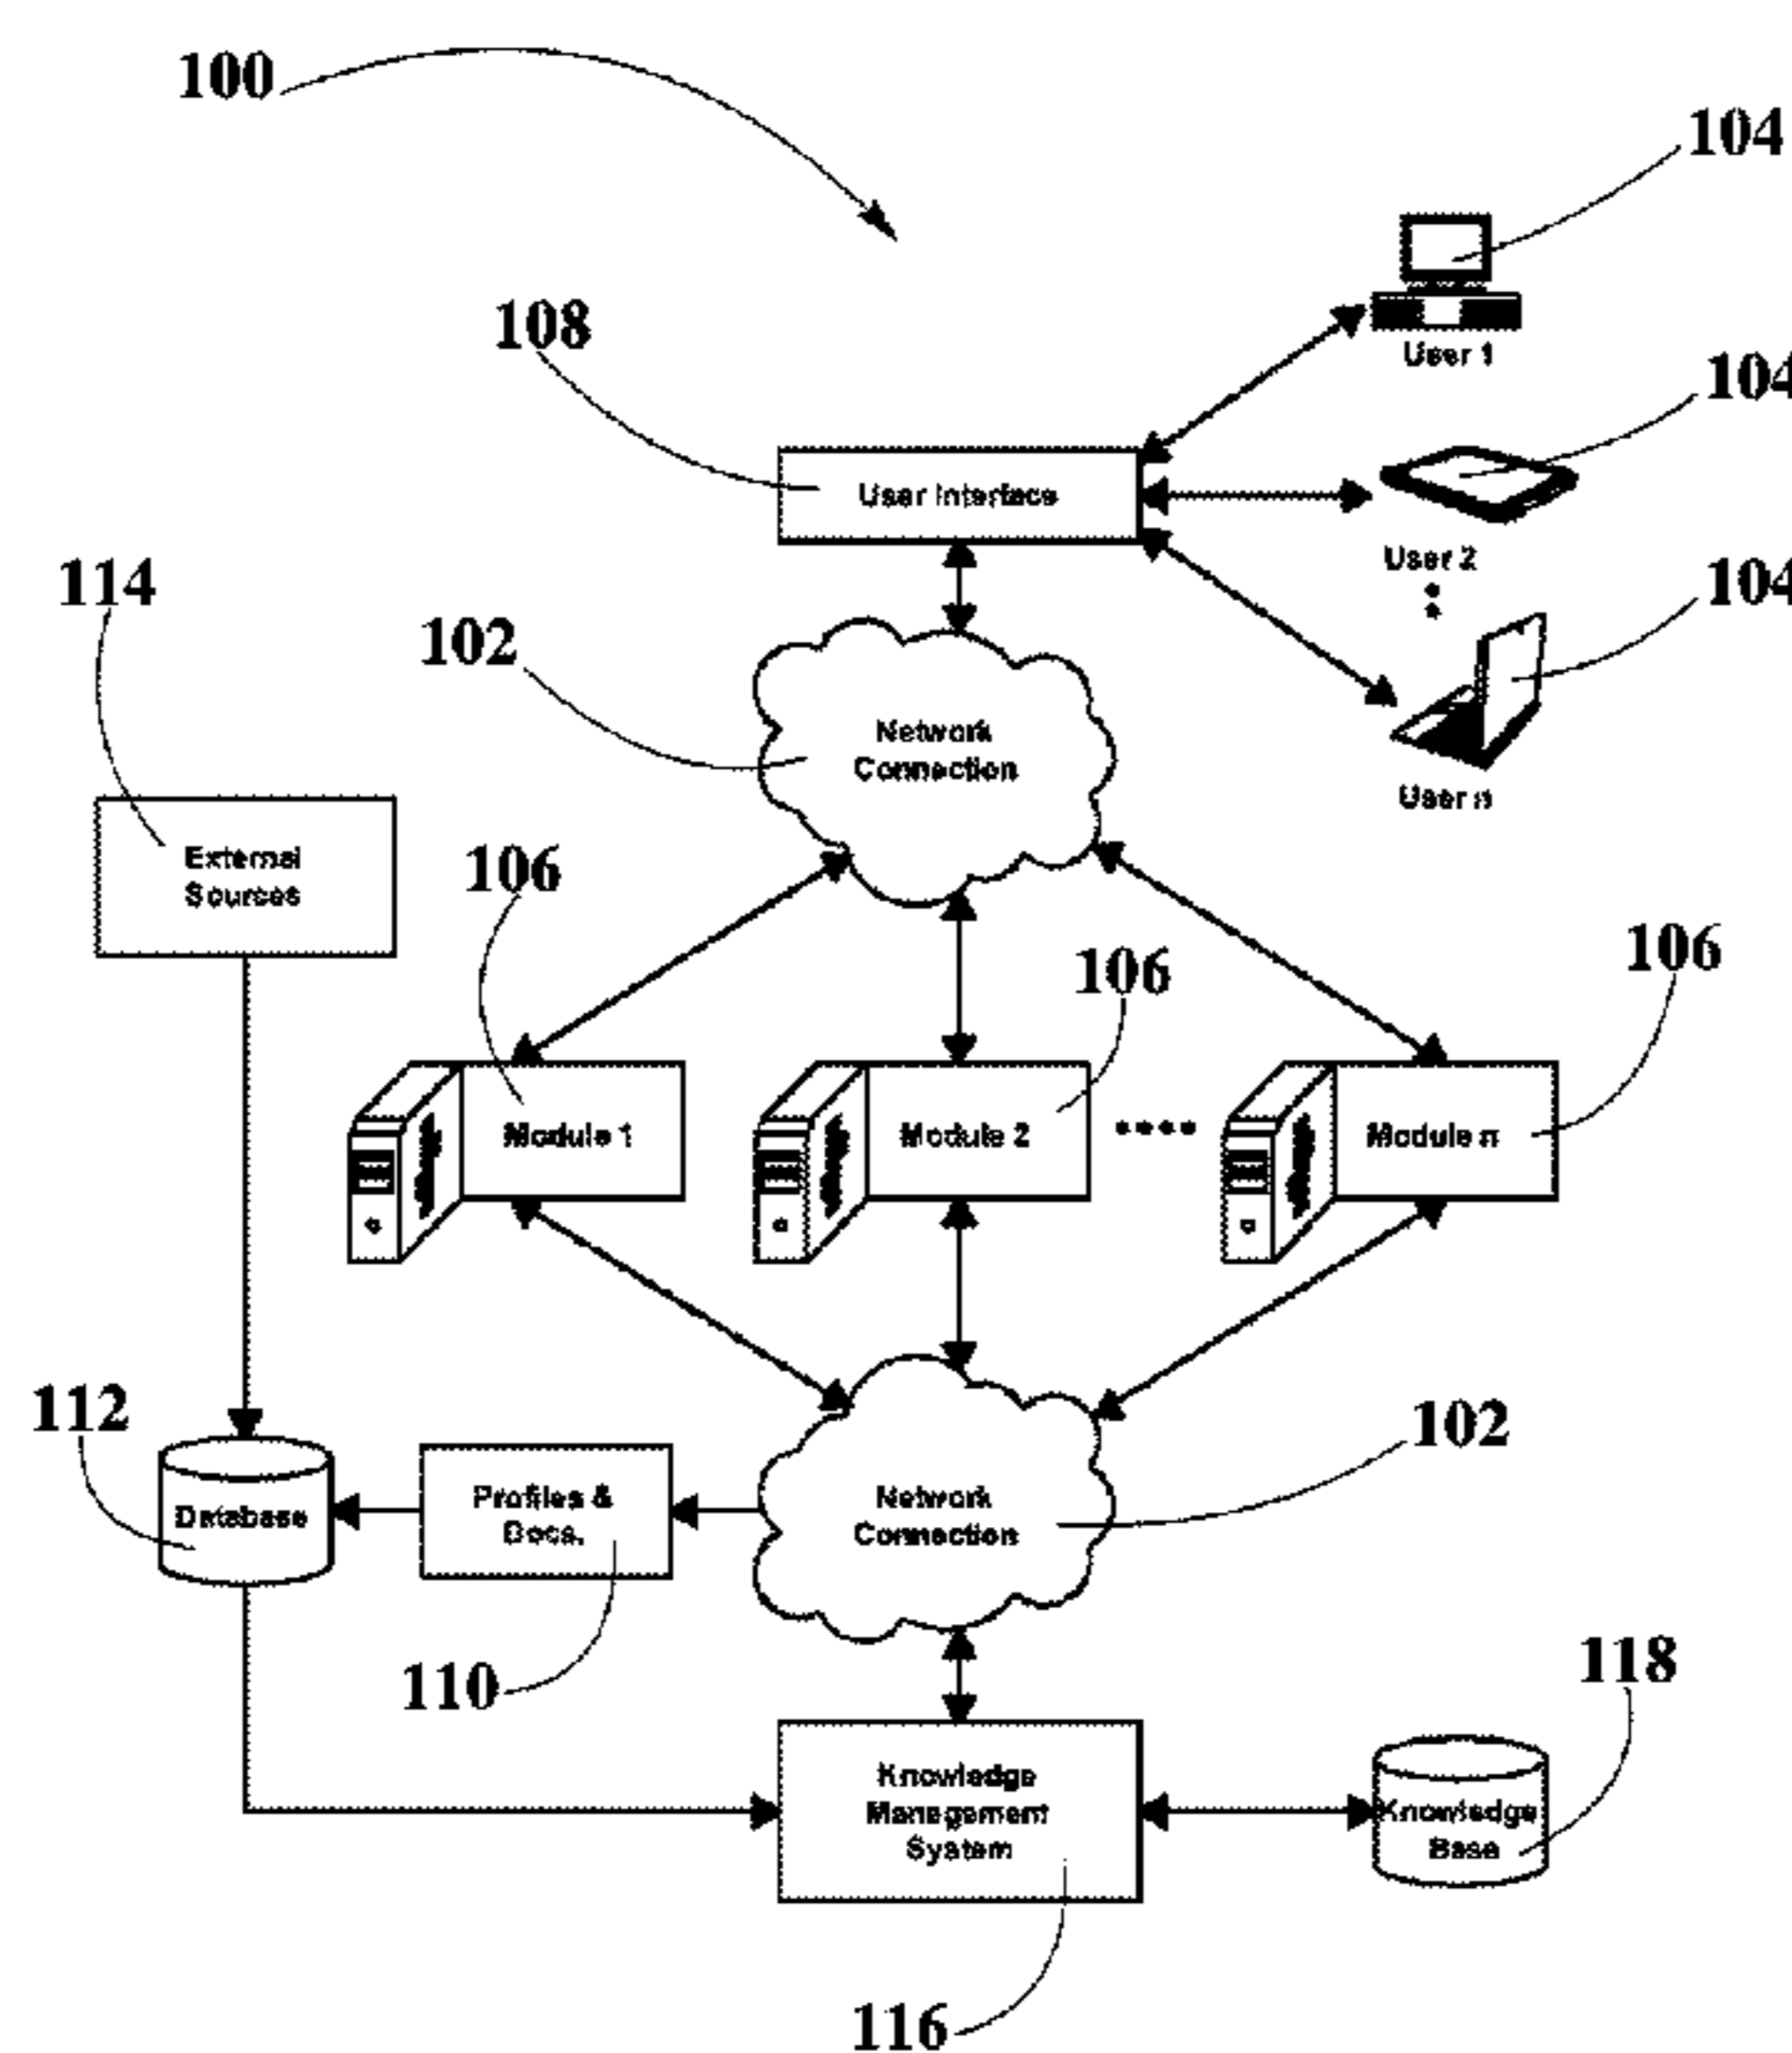 100
104
108
User 1
104
User Interface
User 2
114
104
102
Network
Connection
User n
External
Sources
106
106
106
Module 1
Module 2
Module n
112
102
Database
Profiles &
Docs.
Network
Connection
110
118
Knowledge
Management
System
Knowledge
Base
116